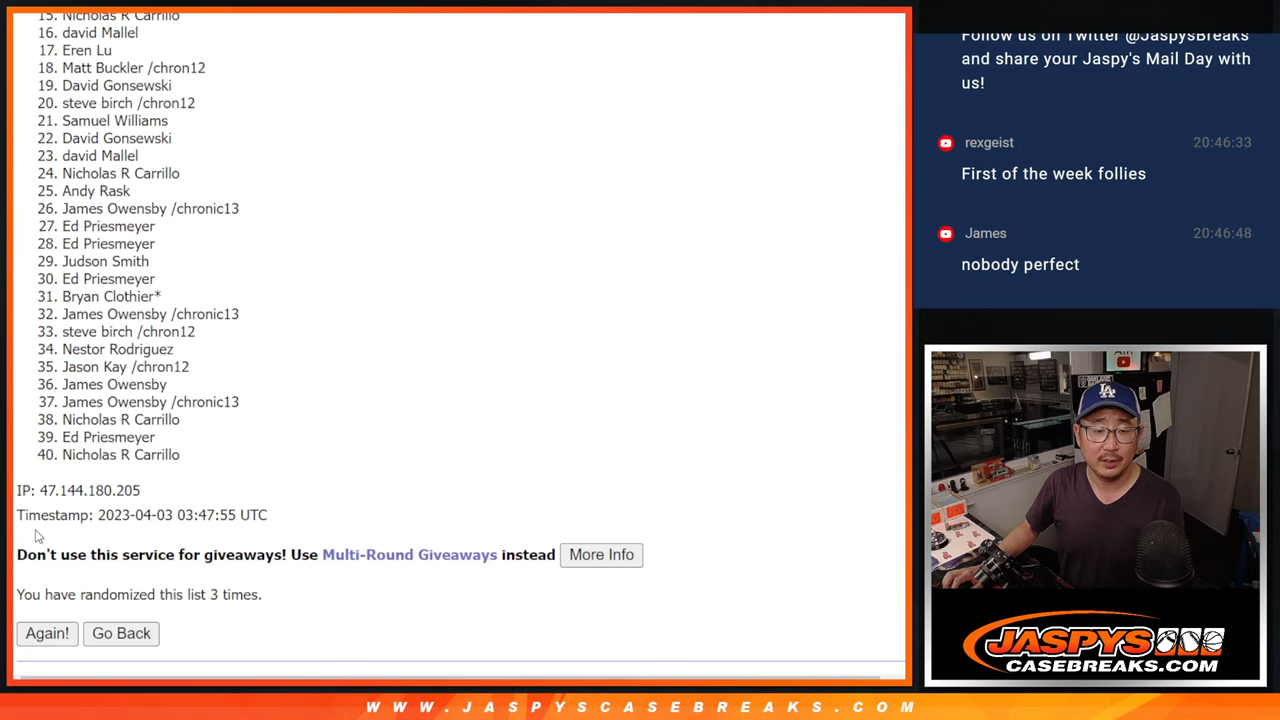 15. Nicholas R Carrillo
16. david Mallel
17. Eren Lu
18. Matt Buckler /chron12
19. David Gonsewski
20. steve birch /chron12
21. Samuel Williams
22. David Gonsewski
23. david Mallel
24. Nicholas R Carrillo
25. Andy Rask
26. James Owensby /chronic13
27. Ed Priesmeyer
28. Ed Priesmeyer
29. Judson Smith
30. Ed Priesmeyer
31. Bryan Clothier*
32. James Owensby /chronic13
33. steve birch /chron12
34. Nestor Rodriguez
35. Jason Kay /chron12
36. James Owensby
37. James Owensby /chronic13
38. Nicholas R Carrillo
39. Ed Priesmeyer
40. Nicholas R Carrillo
IP: 47.144.180.205
Timestamp: 2023-04-03 03:47:55 UTC
Don't use this service for giveaways! Use Multi-Round Giveaways instead More Info
You have randomized this list 3 times.
Again! Go Back
Follow us on Twitter @JaspysBreaks
and share your Jaspy's Mail Day with
us!
rexgeist 20:46:33
First of the week follies
James 20:46:48
nobody perfect
AIR
LA
JASPYS
CASEBREAKS.COM
WWW.JASPYSCASEBREAKS.COM